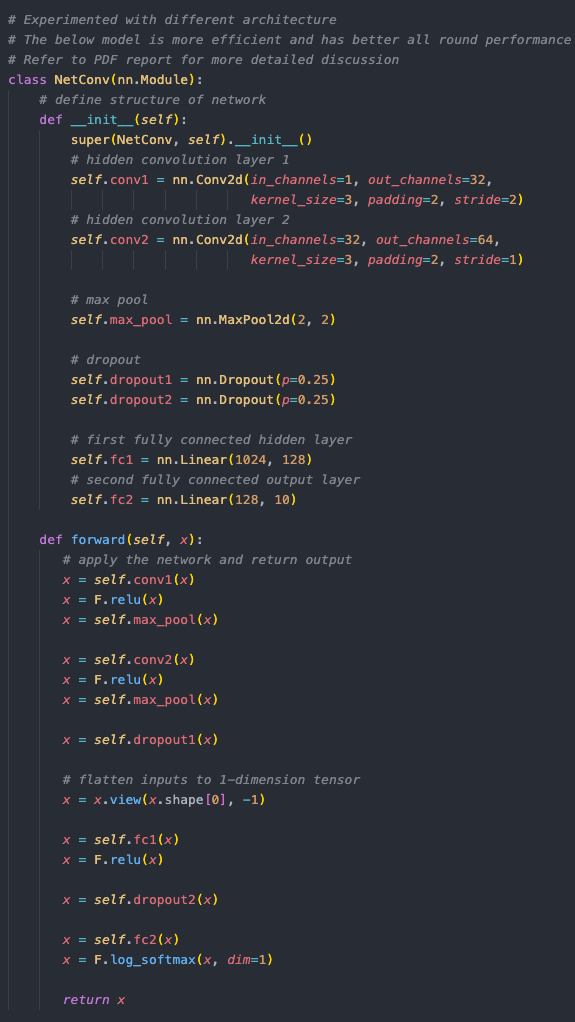 # Experimented with different architecture
# The below model is more efficient and has better all round performance
# Refer to PDF report for more detailed discussion
class NetConv(nn.Module):
    # define structure of network
    def __init__(self):
        super(NetConv, self).__init__()
        # hidden convolution layer 1
        self.conv1 = nn.Conv2d(in_channels=1, out_channels=32,
                               kernel_size=3, padding=2, stride=2)
        # hidden convolution layer 2
        self.conv2 = nn.Conv2d(in_channels=32, out_channels=64,
                               kernel_size=3, padding=2, stride=1)

        # max pool
        self.max_pool = nn.MaxPool2d(2, 2)

        # dropout
        self.dropout1 = nn.Dropout(p=0.25)
        self.dropout2 = nn.Dropout(p=0.25)

        # first fully connected hidden layer
        self.fc1 = nn.Linear(1024, 128)
        # second fully connected output layer
        self.fc2 = nn.Linear(128, 10)

    def forward(self, x):
       # apply the network and return output
       x = self.conv1(x)
       x = F.relu(x)
       x = self.max_pool(x)

       x = self.conv2(x)
       x = F.relu(x)
       x = self.max_pool(x)

       x = self.dropout1(x)

       # flatten inputs to 1-dimension tensor
       x = x.view(x.shape[0], -1)

       x = self.fc1(x)
       x = F.relu(x)

       x = self.dropout2(x)

       x = self.fc2(x)
       x = F.log_softmax(x, dim=1)

       return x